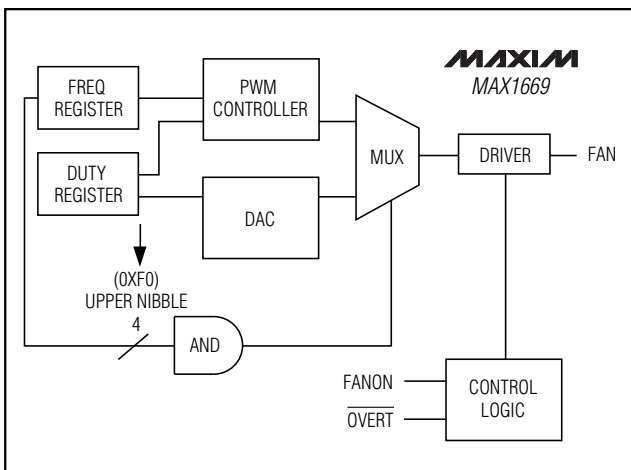 MAXIM
MAX1669
FREQ
REGISTER
PWM
CONTROLLER
MUX
DRIVER
FAN
DUTY
REGISTER
DAC
(0XF0)
UPPER NIBBLE
4
AND
FANON
OVERT
CONTROL
LOGIC